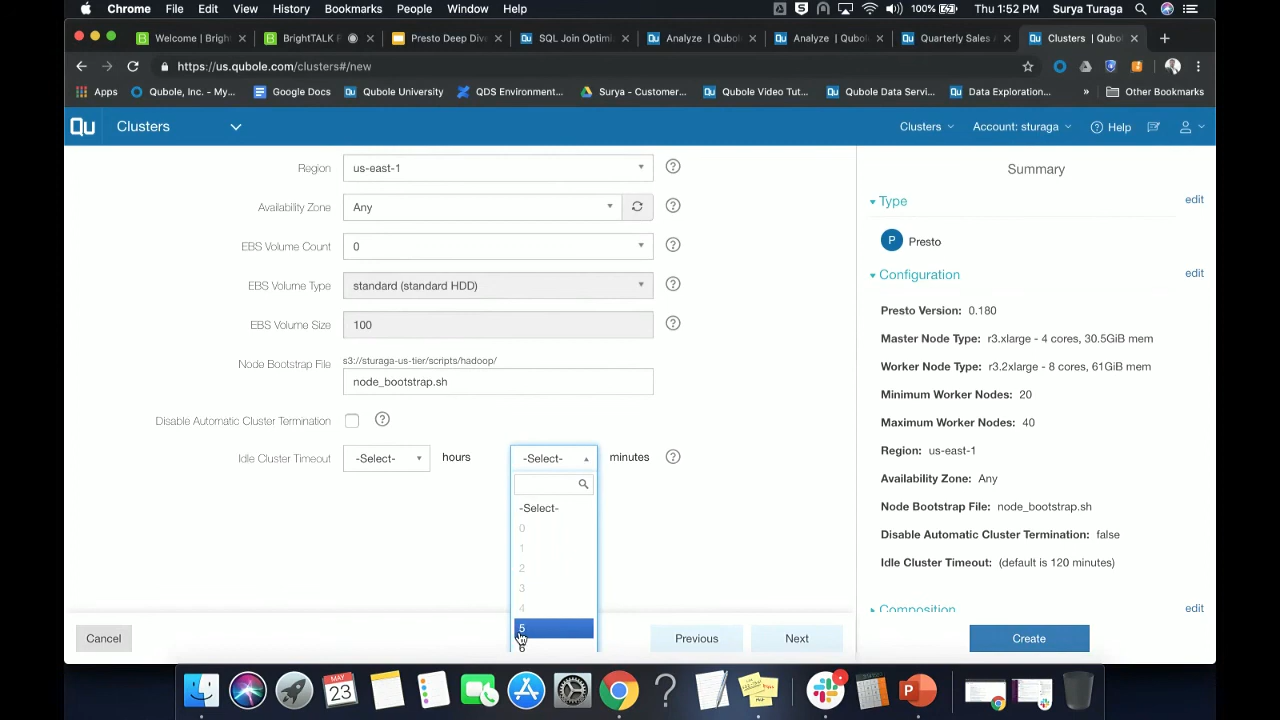 Chrome File Edit View History Bookmarks People Window Help 100% Thu 1:52 PM Surya Turaga
Welcome | Bright
BrightTALK R
Presto Deep Dive
SQL Join Optimi
Analyze | Qubol
Analyze | Qubol
Quarterly Sales A
Clusters | Qubol
https://us.qubole.com/clusters#/new
Apps Qubole, Inc. - My... Google Docs Qubole University QDS Environment... Surya - Customer... Qubole Video Tut... Qubole Data Servi... Data Exploration... » Other Bookmarks
Qu Clusters Clusters Account: sturaga Help
Region us-east-1
Availability Zone Any
EBS Volume Count 0
EBS Volume Type standard (standard HDD)
EBS Volume Size 100
s3://sturaga-us-tier/scripts/hadoop/
Node Bootstrap File node_bootstrap.sh
Disable Automatic Cluster Termination
Idle Cluster Timeout -Select- hours -Select- minutes
-Select-
0
1
2
3
4
5
6
Cancel Previous Next
Summary
Type edit
P Presto
Configuration edit
Presto Version: 0.180
Master Node Type: r3.xlarge - 4 cores, 30.5GiB mem
Worker Node Type: r3.2xlarge - 8 cores, 61GiB mem
Minimum Worker Nodes: 20
Maximum Worker Nodes: 40
Region: us-east-1
Availability Zone: Any
Node Bootstrap File: node_bootstrap.sh
Disable Automatic Cluster Termination: false
Idle Cluster Timeout: (default is 120 minutes)
Composition edit
Create
MAY
23